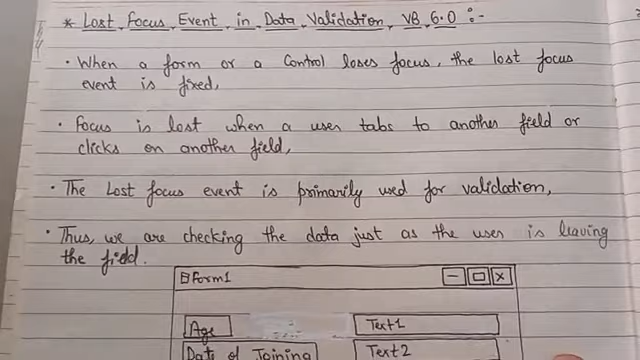 * Lost Focus Event in Data Validation, VB 6.0 :-
• When a form or a Control loses focus, the lost focus
event is fixed,
• Focus is lost when a user tabs to another field or
clicks on another field,
• The Lost focus event is primarily used for validation,
• Thus, we are checking the data just as the user is leaving
the field.
Form1
Age
Text1
Date of Joining
Text2